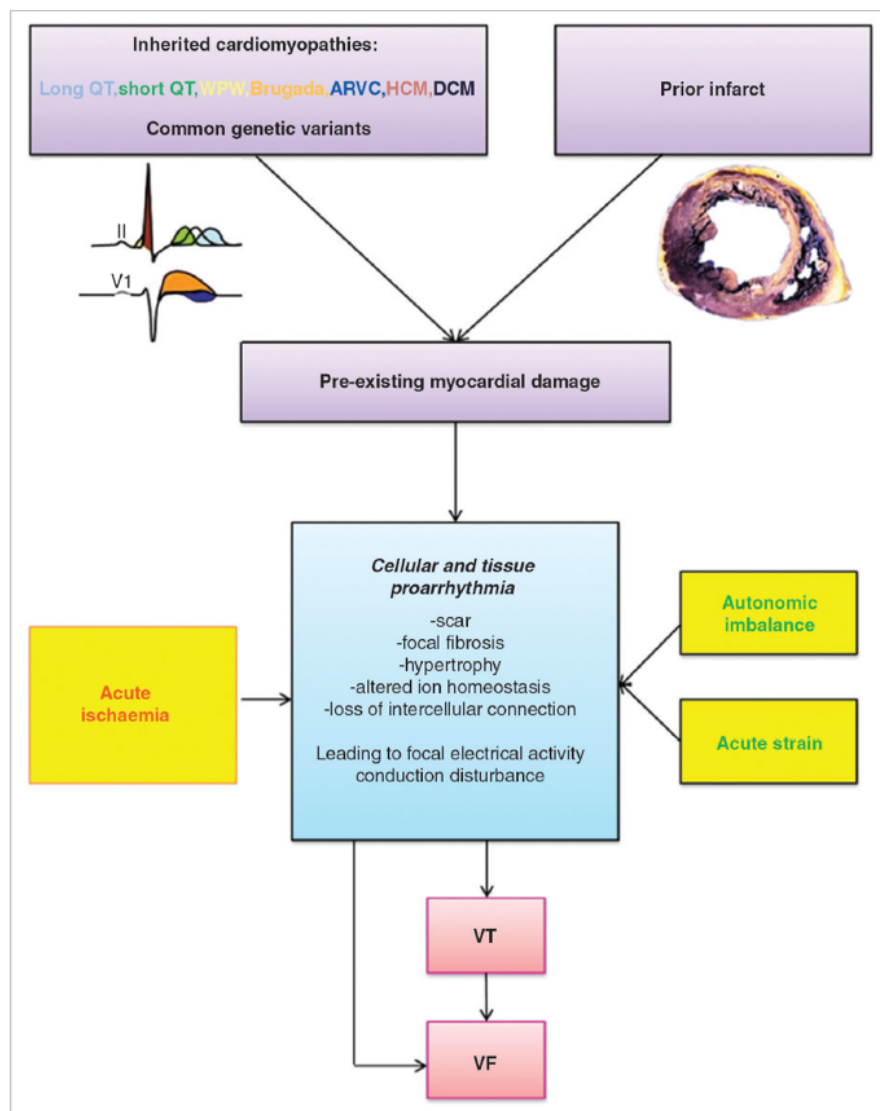 Inherited cardiomyopathies:
Long QT,short QT,WPW,Brugada,ARVC,HCM,DCM
Common genetic variants
Prior infarct
II
V1
Pre-existing myocardial damage
Cellular and tissue
proarrhythmia
-scar
-focal fibrosis
-hypertrophy
-altered ion homeostasis
-loss of intercellular connection
Leading to focal electrical activity
conduction disturbance
Acute
ischaemia
Autonomic
imbalance
Acute strain
VT
VF